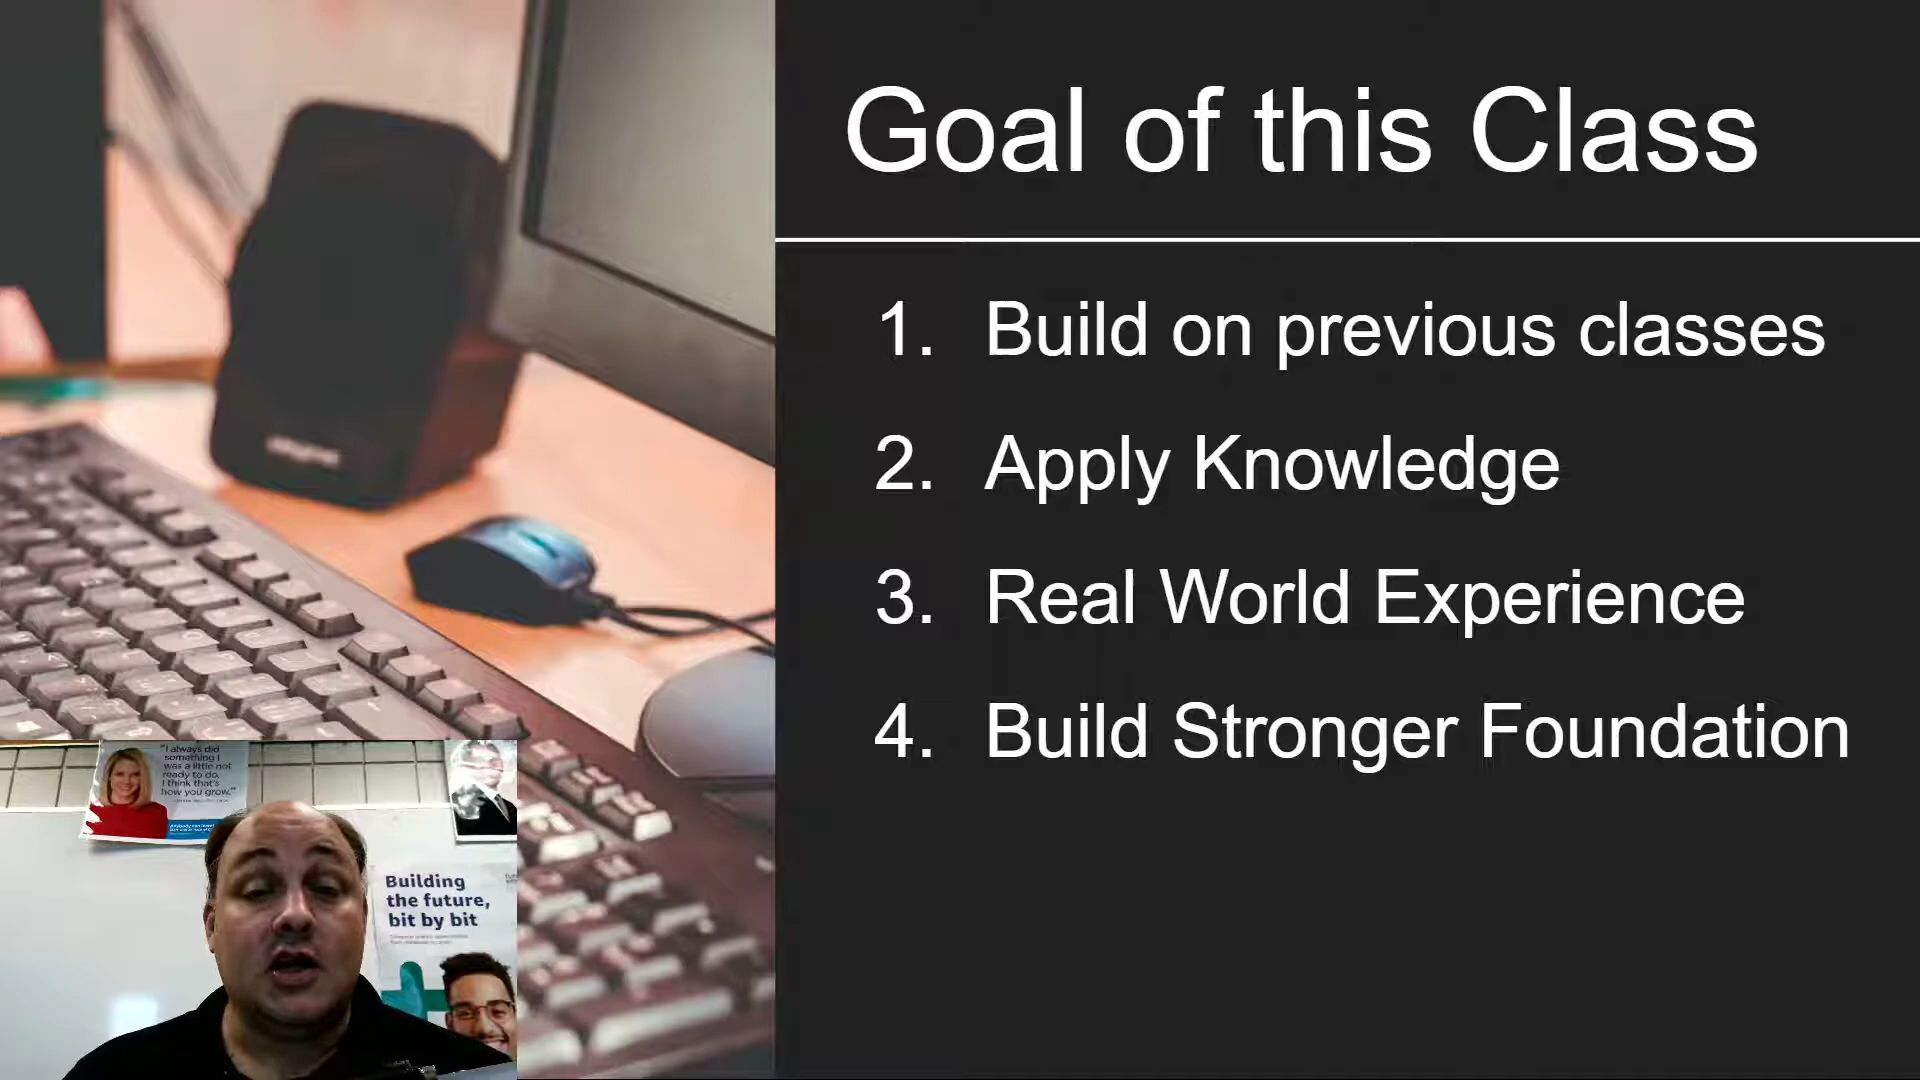 Goal of this Class
1. Build on previous classes
2. Apply Knowledge
3. Real World Experience
4. Build Stronger Foundation
"I always did
something I
was a little not
ready to do.
I think that's
how you grow."
Building
the future,
bit by bit